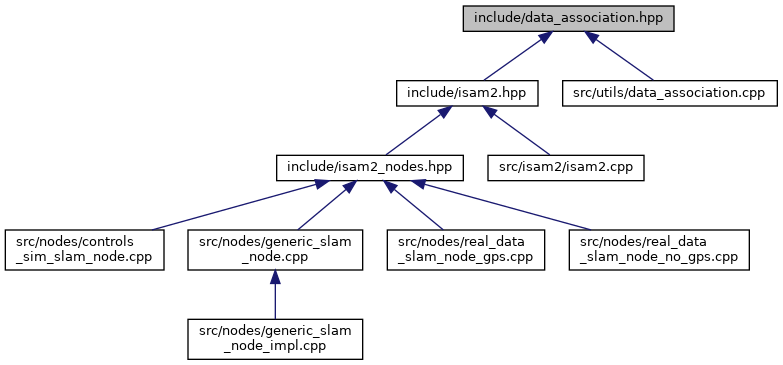 include/data_association.hpp
include/isam2.hpp
src/utils/data_association.cpp
include/isam2_nodes.hpp
src/isam2/isam2.cpp
src/nodes/controls
_sim_slam_node.cpp
src/nodes/generic_slam
_node.cpp
src/nodes/real_data
_slam_node_gps.cpp
src/nodes/real_data
_slam_node_no_gps.cpp
src/nodes/generic_slam
_node_impl.cpp